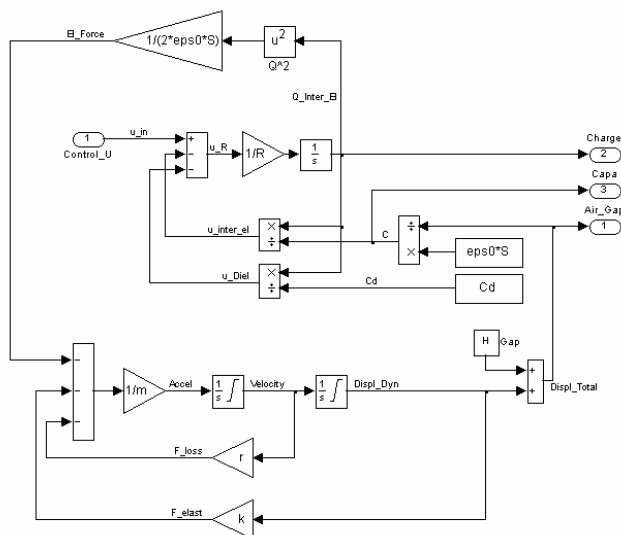 El_Force
1/(2*eps0*S)
u²
Q^2
Q_Inter_El
1
Control_U
u_in
+
−
−
u_R
1/R
1
s
Charge
2
Capa
3
Air_Gap
1
u_inter_el
×
÷
C
÷
×
eps0*S
u_Diel
×
÷
Cd
Cd
H
Gap
−
−
−
1/m
Accel
1
s
Velocity
1
s
Displ_Dyn
+
+
Displ_Total
F_loss
r
F_elast
k